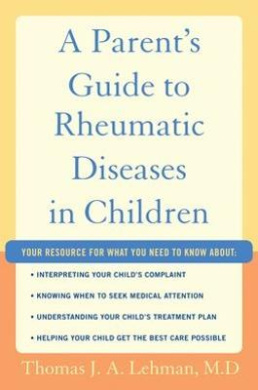 A Parent's
Guide to
Rheumatic
Diseases
in Children
YOUR RESOURCE FOR WHAT YOU NEED TO KNOW ABOUT:
• INTERPRETING YOUR CHILD'S COMPLAINT
• KNOWING WHEN TO SEEK MEDICAL ATTENTION
• UNDERSTANDING YOUR CHILD'S TREATMENT PLAN
• HELPING YOUR CHILD GET THE BEST CARE POSSIBLE
Thomas J. A. Lehman, M.D